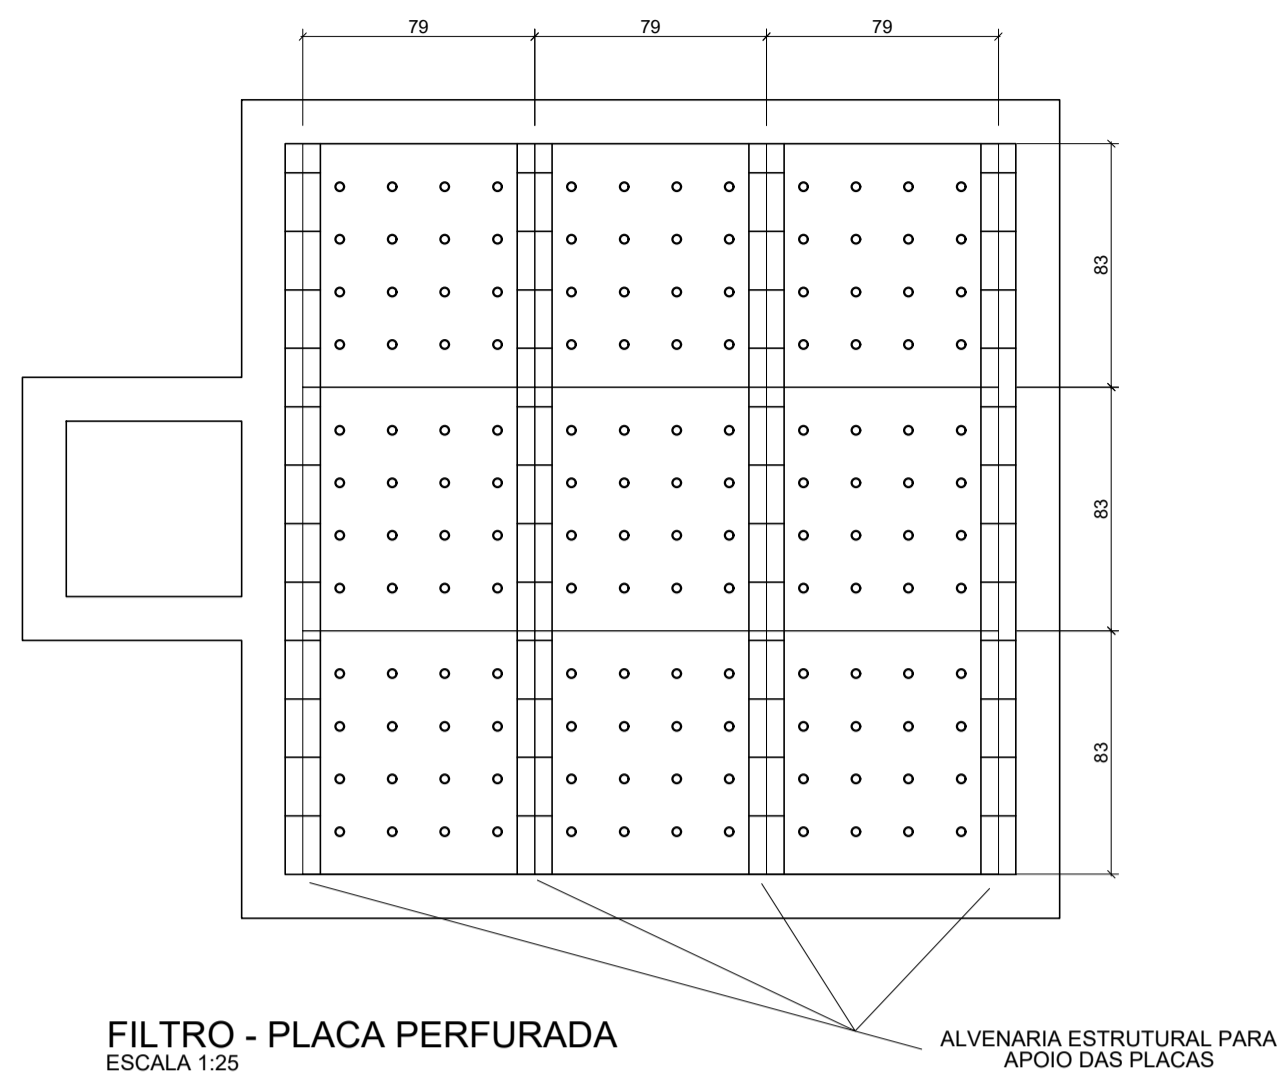 79 79 79
83
83
83
FILTRO - PLACA PERFURADA
ESCALA 1:25
ALVENARIA ESTRUTURAL PARA
APOIO DAS PLACAS